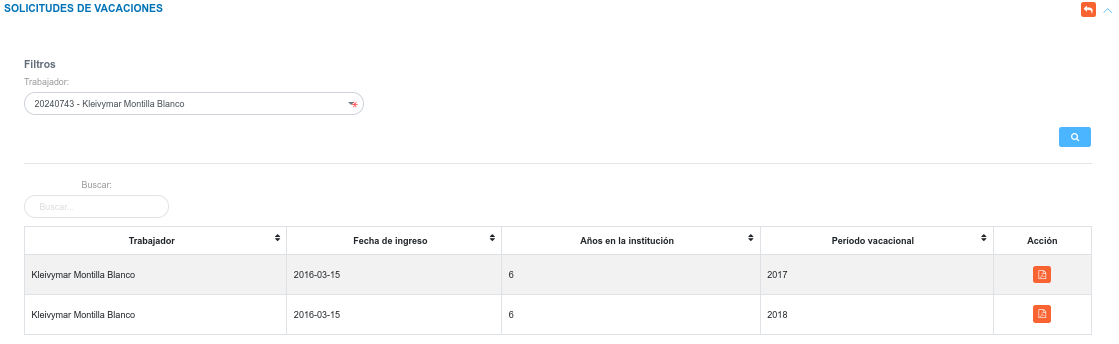 SOLICITUDES DE VACACIONES
Filtros
Trabajador:
20240743 - Kleivymar Montilla Blanco
Buscar:
Buscar...
Trabajador Fecha de ingreso Años en la institución Período vacacional Acción
Kleivymar Montilla Blanco 2016-03-15 6 2017
Kleivymar Montilla Blanco 2016-03-15 6 2018